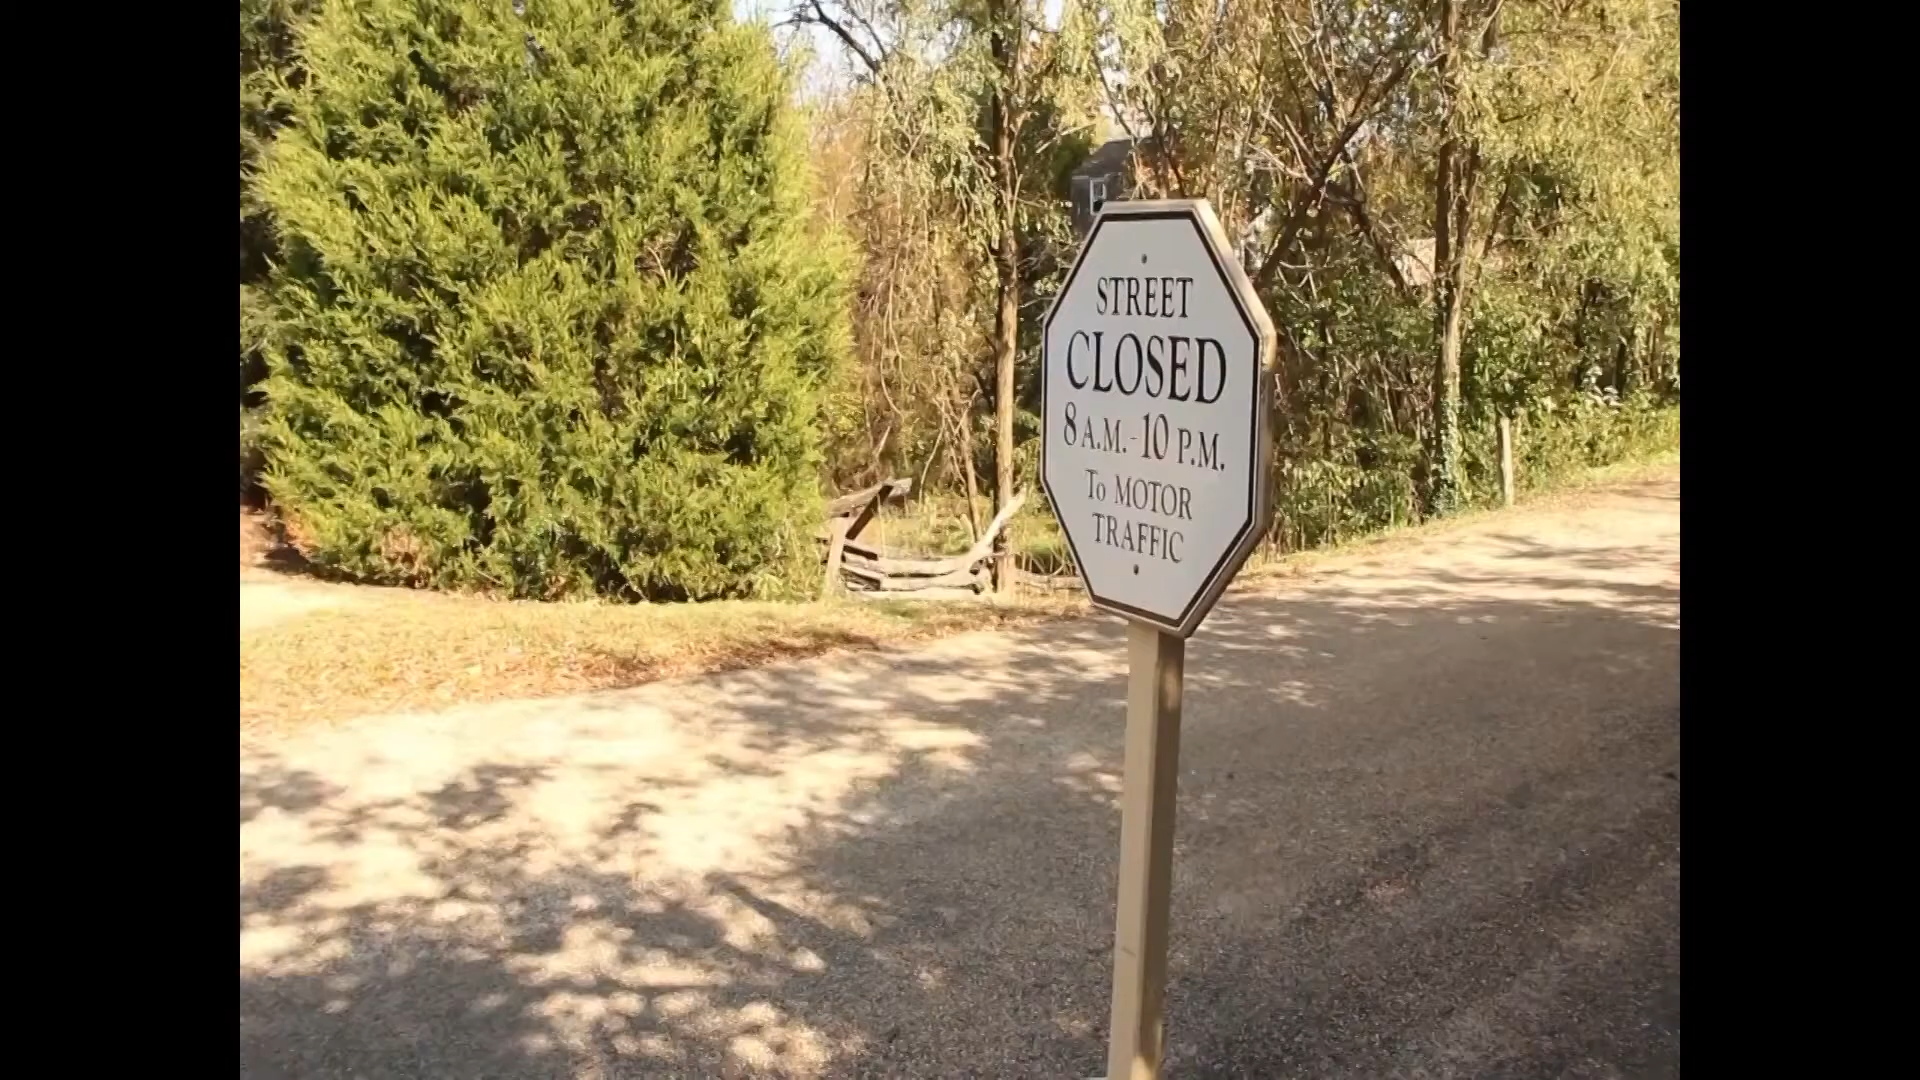 STREET
CLOSED
8 A.M. - 10 P.M.
To MOTOR
TRAFFIC